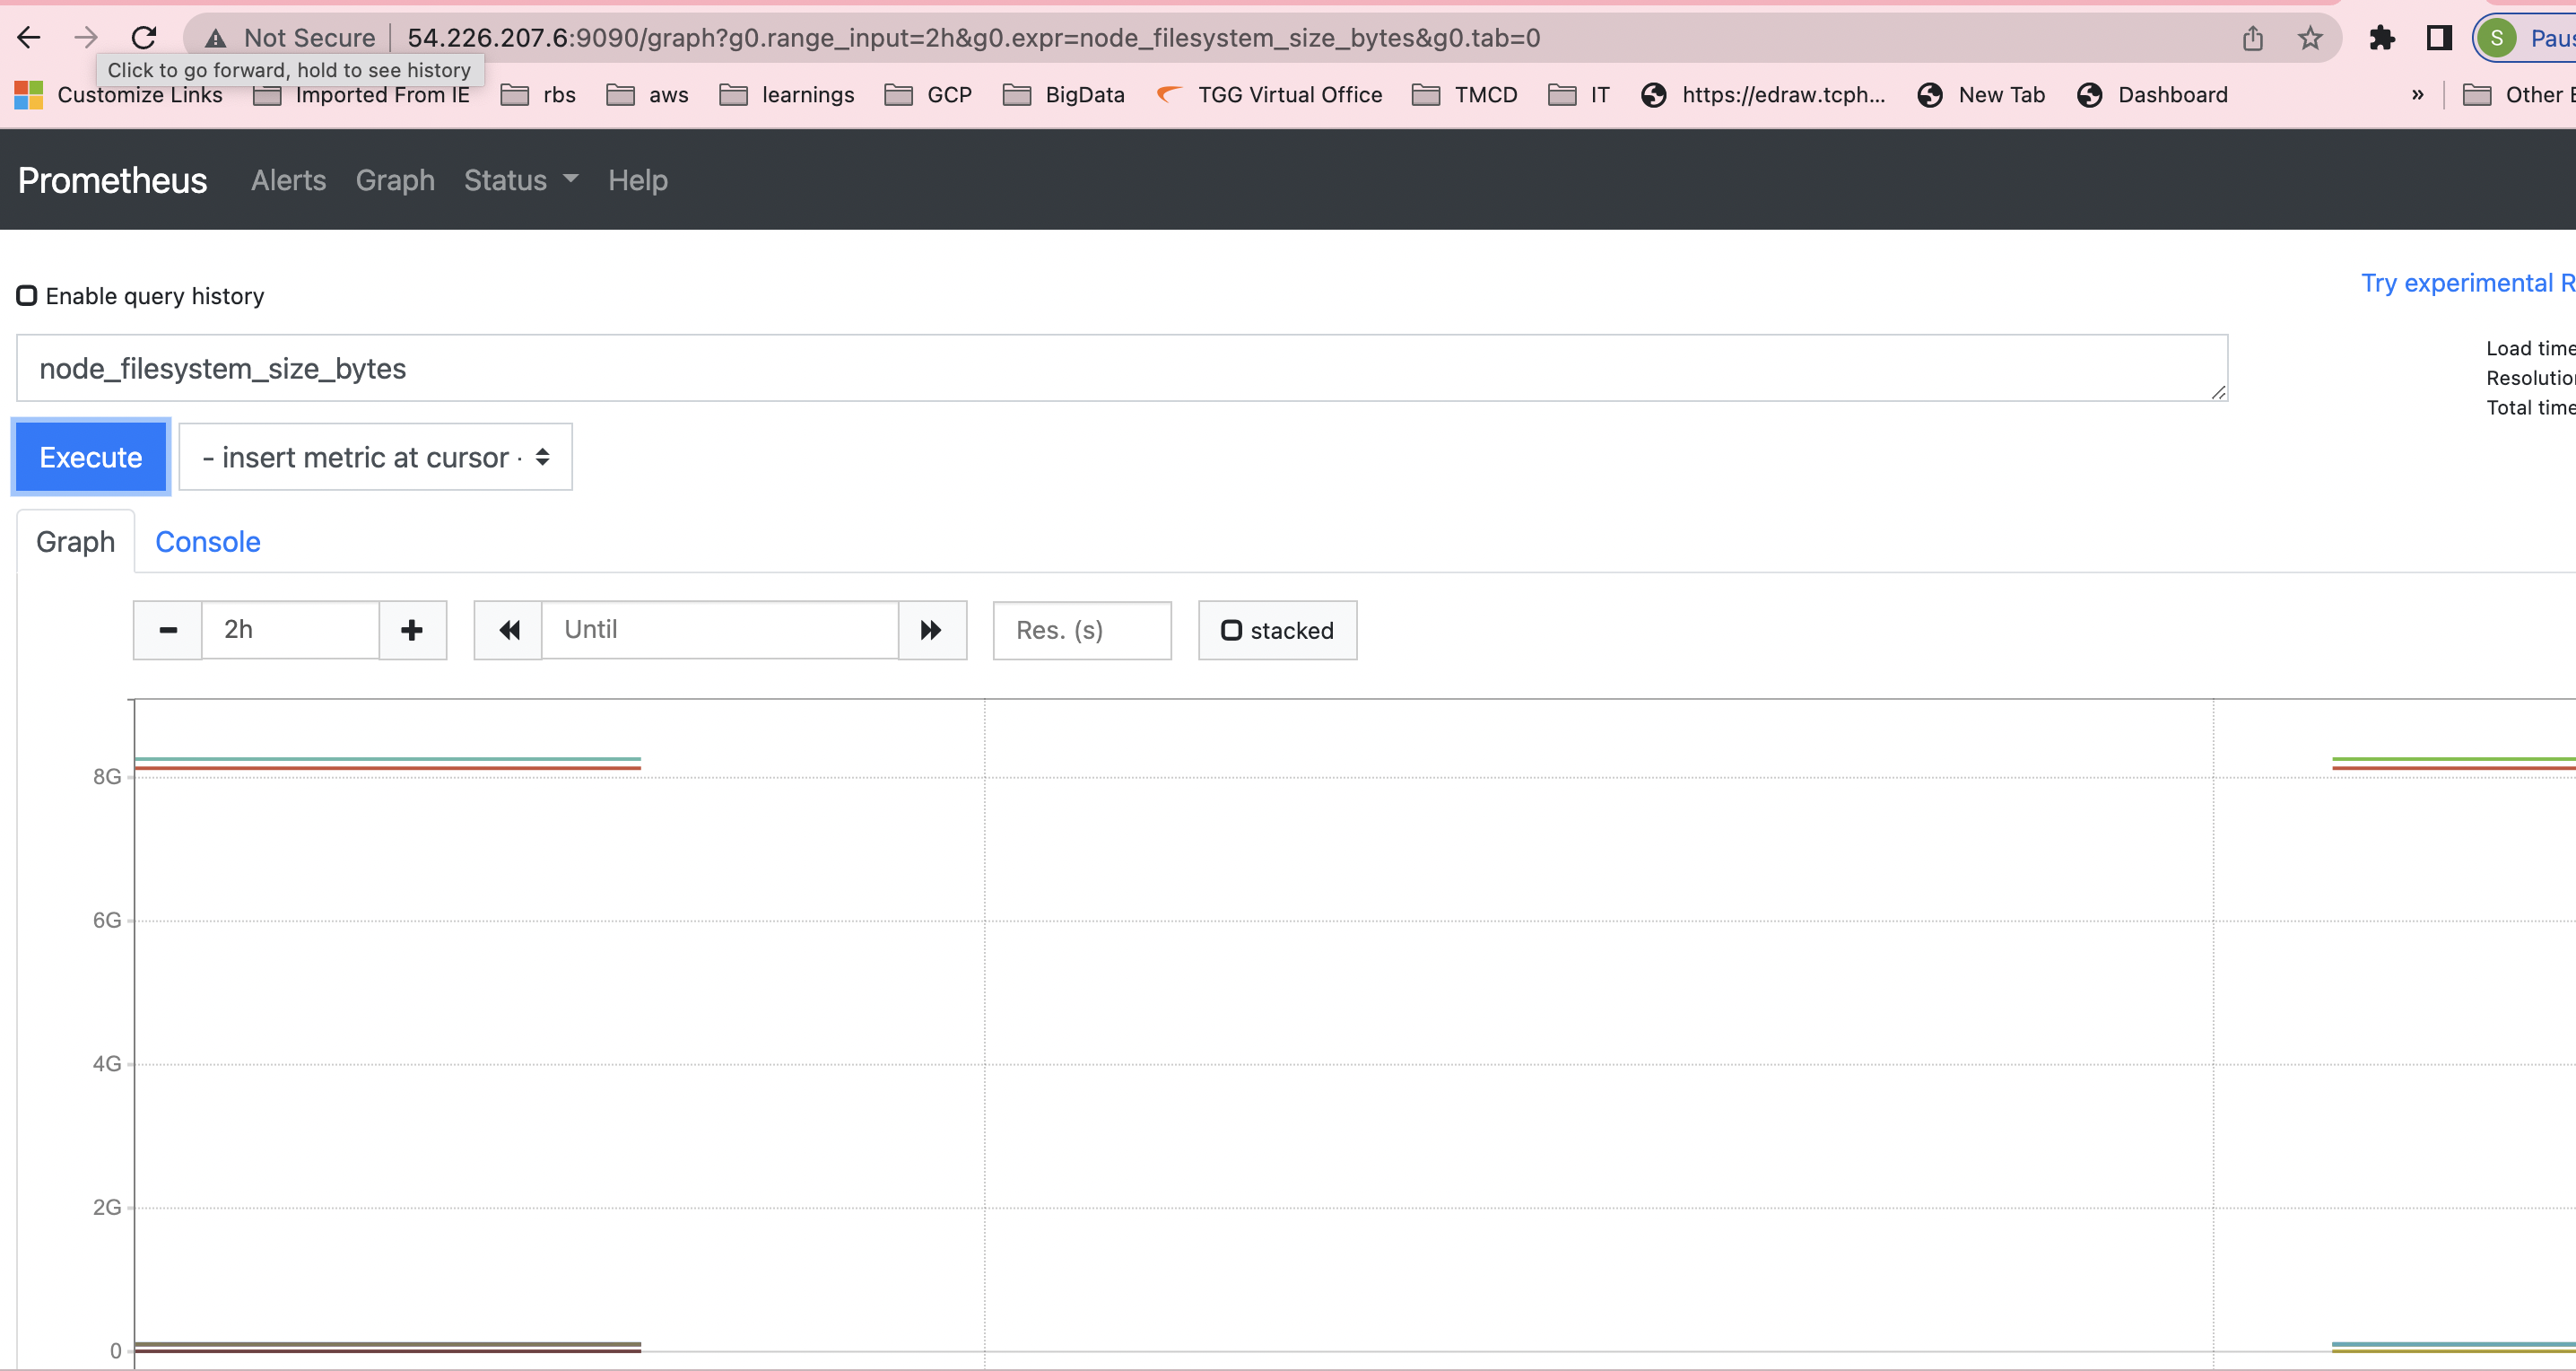 Not Secure 54.226.207.6:9090/graph?g0.range_input=2h&g0.expr=node_filesystem_size_bytes&g0.tab=0 S Paus
Click to go forward, hold to see history
Customize Links Imported From IE rbs aws learnings GCP BigData TGG Virtual Office TMCD IT https://edraw.tcph... New Tab Dashboard » Other B
Prometheus Alerts Graph Status Help
Enable query history
Try experimental R
node_filesystem_size_bytes
Load time
Resolution
Total time
Execute - insert metric at cursor -
Graph Console
2h Until Res. (s) stacked
8G
6G
4G
2G
0